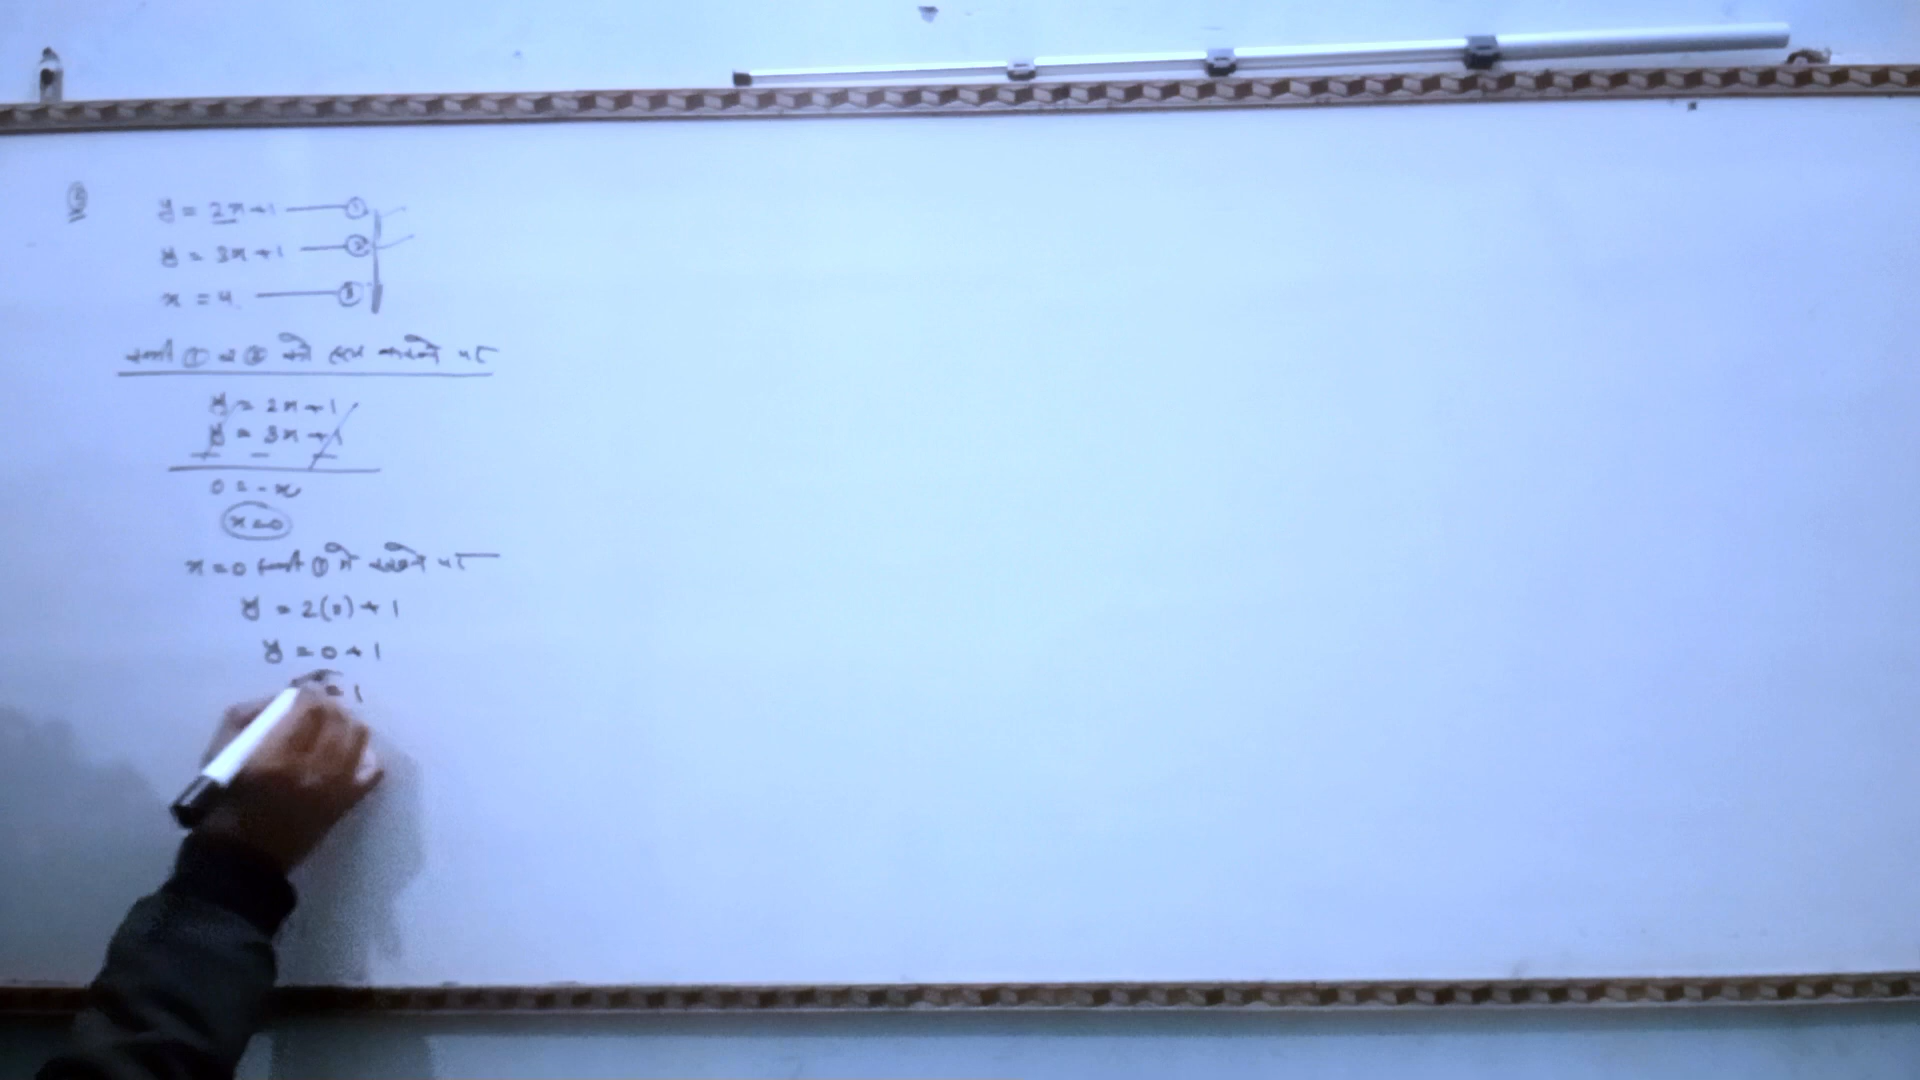 y = 2x+1 ——— ①
y = 3x+1 ——— ②
x = 4. ——— ③
समी ① व ② को हल करने पर
y = 2x+1
y = 3x+1
- - -
0 = -x
x=0
x=0 समी ① में रखने पर
y = 2(0)+1
y = 0+1
= 1